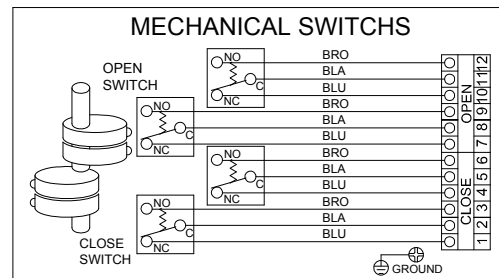 MECHANICAL SWITCHS
OPEN
SWITCH
NO
C
NC
NO
C
NC
NO
C
NC
NO
C
NC
CLOSE
SWITCH
BRO
BLA
BLU
BRO
BLA
BLU
BRO
BLA
BLU
BRO
BLA
BLU
OPEN
CLOSE
12
11
10
9
8
7
6
5
4
3
2
1
GROUND